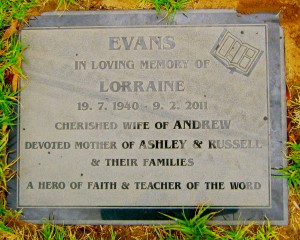 EVANS
IN LOVING MEMORY OF
LORRAINE
19. 7. 1940 - 9. 2. 2011
CHERISHED WIFE OF ANDREW
DEVOTED MOTHER OF ASHLEY & RUSSELL
& THEIR FAMILIES
A HERO OF FAITH & TEACHER OF THE WORD